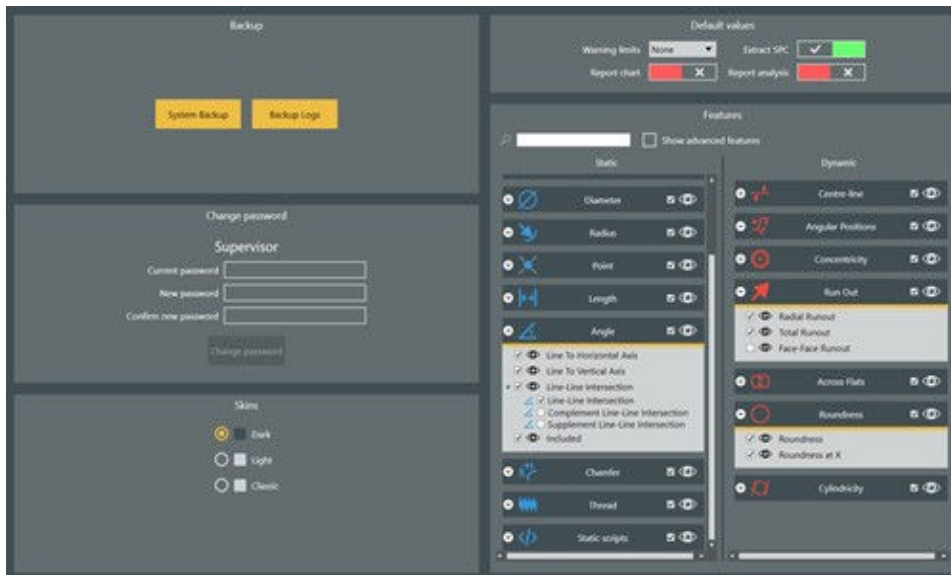 Backup
System Backup
Backup Logs
Change password
Supervisor
Current password
New password
Confirm new password
Change password
Skins
Dark
Light
Classic
Default values
Warning limits None Extract SPC
Report chart Report analysis
Features
Show advanced features
Static
Diameter
Radius
Point
Length
Angle
Line To Horizontal Axis
Line To Vertical Axis
Line-Line Intersection
Line-Line Intersection
Complement Line-Line Intersection
Supplement Line-Line Intersection
Included
Chamfer
Thread
Static scripts
Dynamic
Centre-line
Angular Positions
Concentricity
Run Out
Radial Runout
Total Runout
Face-Face Runout
Across Flats
Roundness
Roundness
Roundness at X
Cylindricity